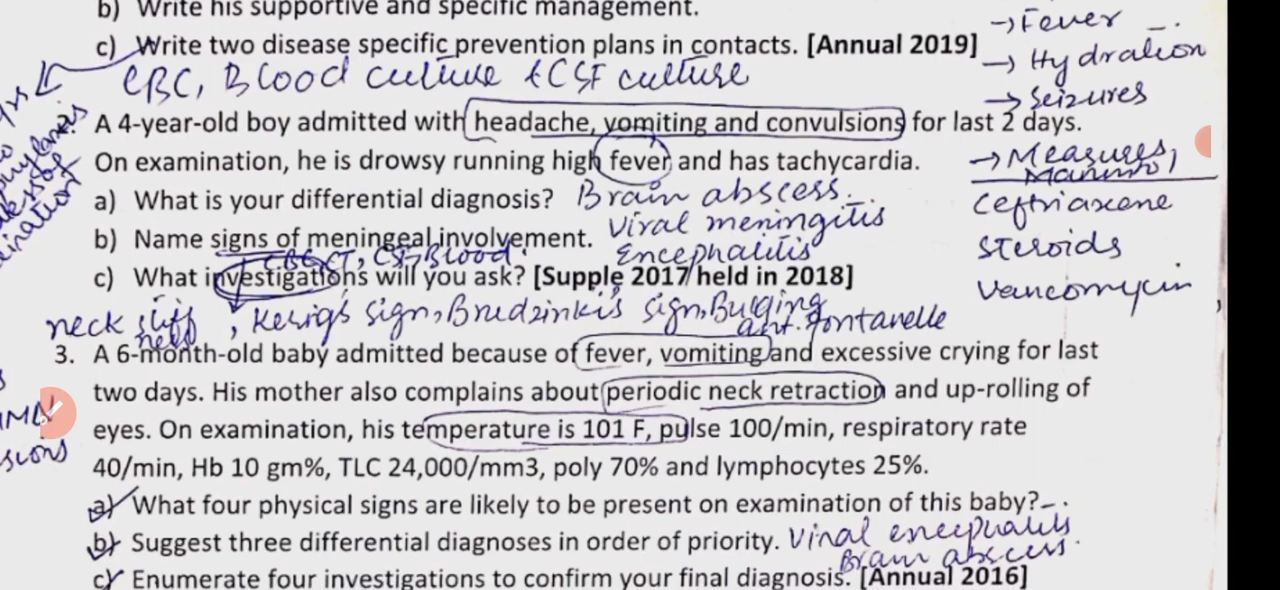 b) Write his supportive and specific management.
→ Fever
c) Write two disease specific prevention plans in contacts. [Annual 2019]
→ Hydration
CBC, Blood culture & CSF culture
→ Seizures
2. A 4-year-old boy admitted with headache, vomiting and convulsions for last 2 days.
On examination, he is drowsy running high fever and has tachycardia.
→ Measures,
a) What is your differential diagnosis? Brain abscess
Ceftriaxone
Viral meningitis
b) Name signs of meningeal involvement.
Encephalitis
Steroids
CT, CSF, Blood.
c) What investigations will you ask? [Supple 2017 held in 2018]
Vancomycin
neck stiff
ness
, Kernig's sign, Brudzinki's sign, Bulging
ant. fontanelle
3. A 6-month-old baby admitted because of fever, vomiting and excessive crying for last
two days. His mother also complains about periodic neck retraction and up-rolling of
eyes. On examination, his temperature is 101 F, pulse 100/min, respiratory rate
40/min, Hb 10 gm%, TLC 24,000/mm3, poly 70% and lymphocytes 25%.
a) What four physical signs are likely to be present on examination of this baby?
b) Suggest three differential diagnoses in order of priority. Viral encephalitis
Brain abscess.
c) Enumerate four investigations to confirm your final diagnosis. [Annual 2016]